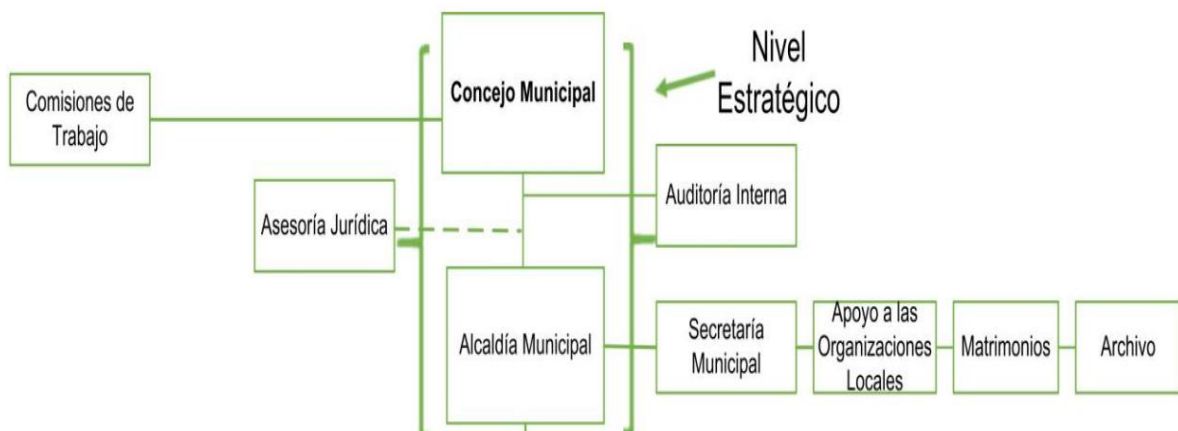 Nivel
Estratégico
Concejo Municipal
Comisiones de
Trabajo
Auditoría Interna
Asesoría Jurídica
Alcaldía Municipal
Secretaría
Municipal
Apoyo a las
Organizaciones
Locales
Matrimonios
Archivo